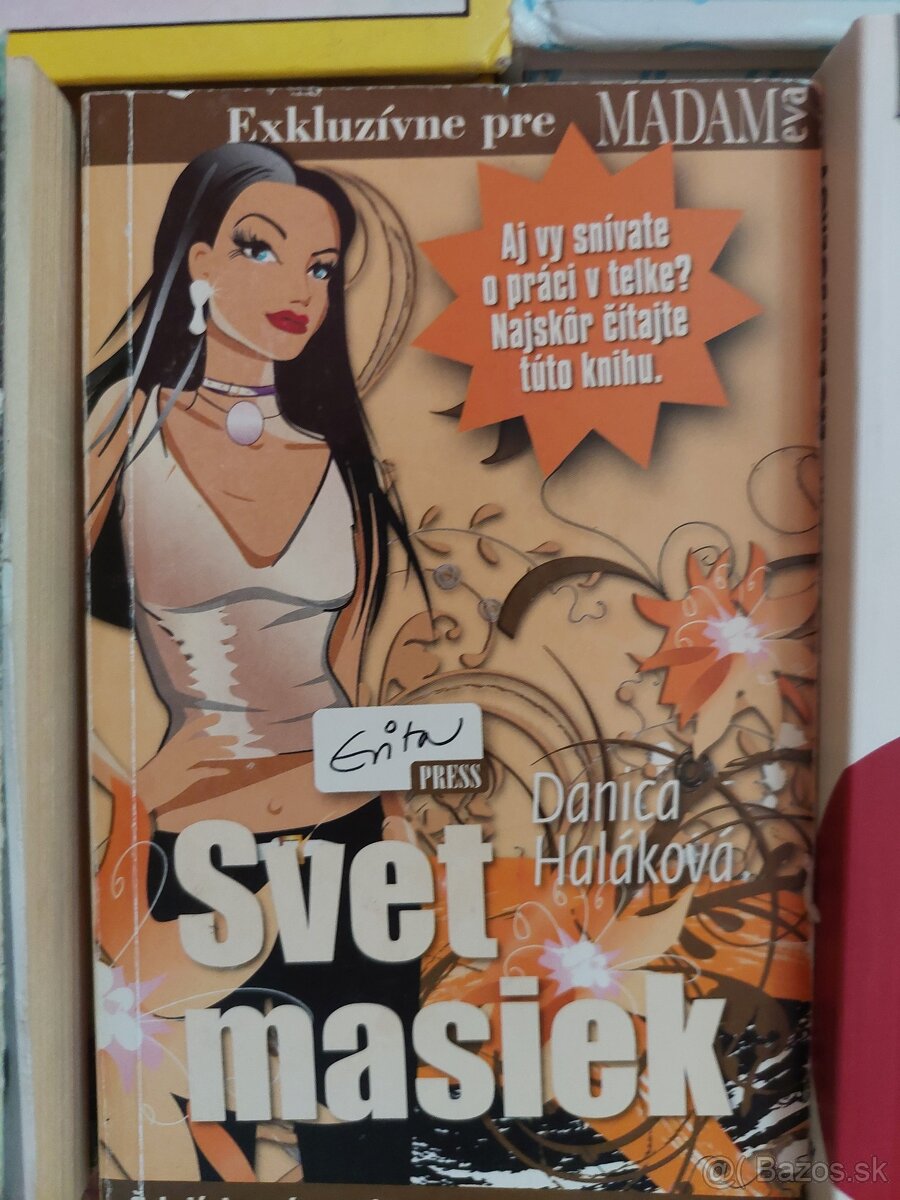 Exkluzívne pre MADAM eva
Aj vy snívate
o práci v telke?
Najskôr čítajte
túto knihu.
Evita
PRESS
Danica
Haláková
Svet
masiek
Bazos.sk